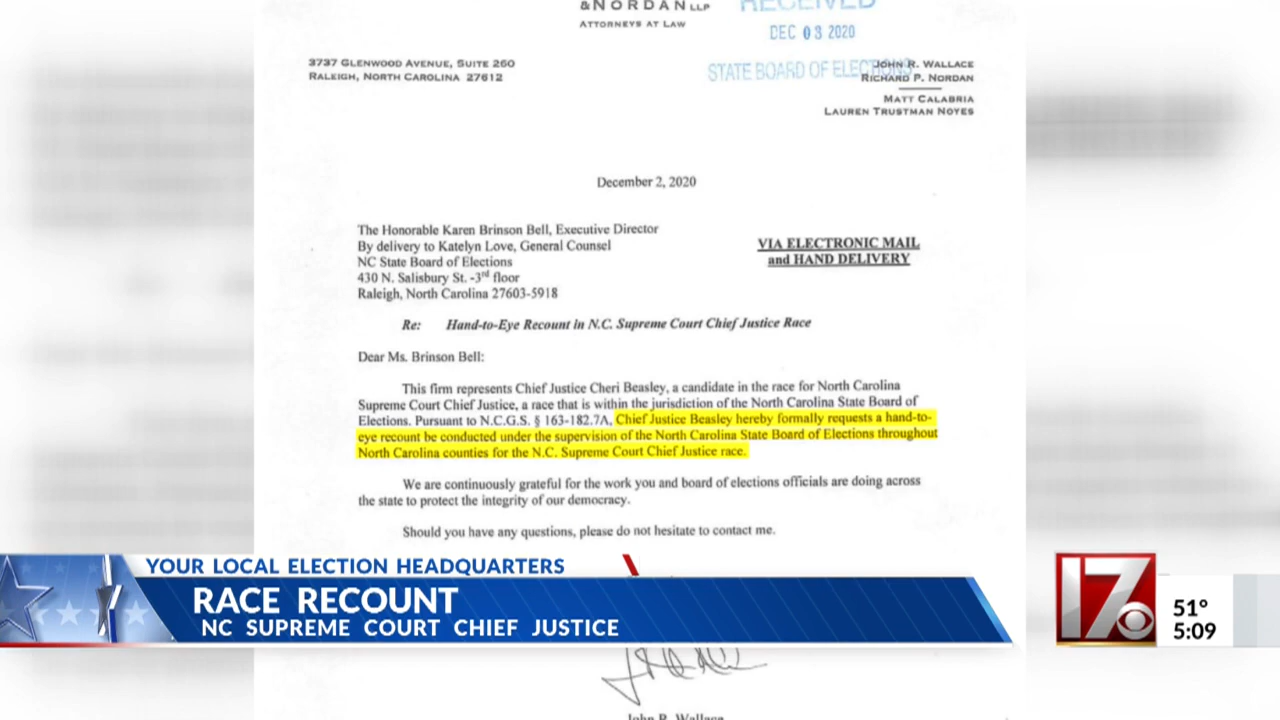 &NORDAN LLP
ATTORNEYS AT LAW
RECEIVED
DEC 03 2020
STATE BOARD OF ELECTIONS
3737 GLENWOOD AVENUE, SUITE 260
RALEIGH, NORTH CAROLINA 27612
JOHN R. WALLACE
RICHARD P. NORDAN
MATT CALABRIA
LAUREN TRUSTMAN NOYES
December 2, 2020
The Honorable Karen Brinson Bell, Executive Director
By delivery to Katelyn Love, General Counsel
NC State Board of Elections
430 N. Salisbury St. -3rd floor
Raleigh, North Carolina 27603-5918
VIA ELECTRONIC MAIL
and HAND DELIVERY
Re: Hand-to-Eye Recount in N.C. Supreme Court Chief Justice Race
Dear Ms. Brinson Bell:
This firm represents Chief Justice Cheri Beasley, a candidate in the race for North Carolina
Supreme Court Chief Justice, a race that is within the jurisdiction of the North Carolina State Board of
Elections. Pursuant to N.C.G.S. § 163-182.7A, Chief Justice Beasley hereby formally requests a hand-to-
eye recount be conducted under the supervision of the North Carolina State Board of Elections throughout
North Carolina counties for the N.C. Supreme Court Chief Justice race.
We are continuously grateful for the work you and board of elections officials are doing across
the state to protect the integrity of our democracy.
Should you have any questions, please do not hesitate to contact me.
YOUR LOCAL ELECTION HEADQUARTERS
RACE RECOUNT
NC SUPREME COURT CHIEF JUSTICE
17
51°
5:09
John R. Wallace